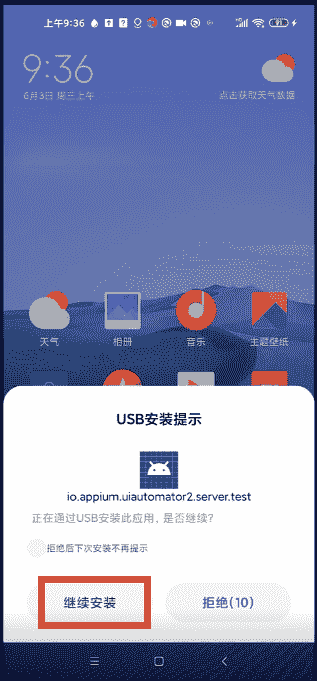 上午9:36
9:36
6月3日 周三上午
点击获取天气数据
天气
相册
音乐
主题壁纸
USB安装提示
io.appium.uiautomator2.server.test
正在通过USB安装此应用，是否继续？
拒绝后下次安装不再提示
继续安装
拒绝(10)